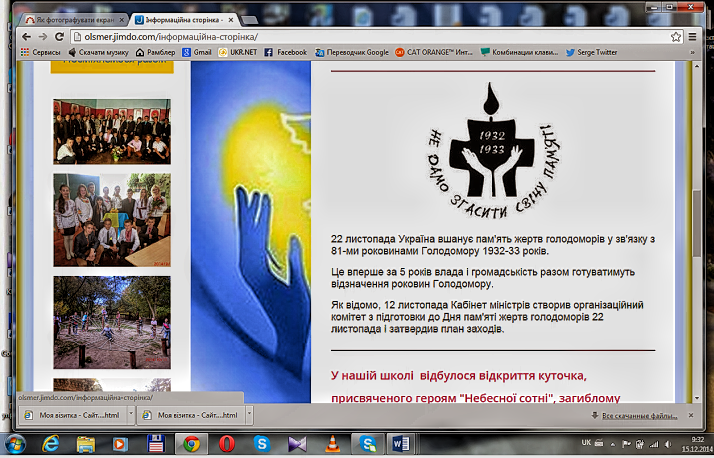 Як фотографувати екран
Інформаційна сторінка -
olsmer.jimdo.com/інформаційна-сторінка/
Сервисы
Скачати музику
Рамблер
Gmail
UKR.NET
Facebook
Переводчик Google
CAT ORANGE™ Инт...
Комбинации клави...
Serge Twitter
1932
1933
НЕ ДАМО ЗГАСИТИ СВІЧУ ПАМ'ЯТІ!
22 листопада Україна вшанує пам'ять жертв голодоморів у зв'язку з
81-ми роковинами Голодомору 1932-33 років.
Це вперше за 5 років влада і громадськість разом готуватимуть
відзначення роковин Голодомору.
Як відомо, 12 листопада Кабінет міністрів створив організаційний
комітет з підготовки до Дня пам'яті жертв голодоморів 22
листопада і затвердив план заходів.
У нашій школі відбулося відкриття куточка,
присвяченого героям "Небесної сотні", загиблому
olsmer.jimdo.com/інформаційна-сторінка/
Моя візитка - Сайт....html
Моя візитка - Сайт....html
Все скачанные файлы...
UK
9:32
15.12.2014